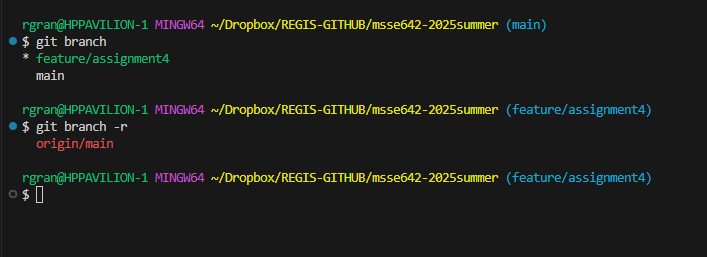 rgran@HPPAVILION-1 MINGW64 ~/Dropbox/REGIS-GITHUB/msse642-2025summer (main)
$ git branch
* feature/assignment4
  main
rgran@HPPAVILION-1 MINGW64 ~/Dropbox/REGIS-GITHUB/msse642-2025summer (feature/assignment4)
$ git branch -r
  origin/main
rgran@HPPAVILION-1 MINGW64 ~/Dropbox/REGIS-GITHUB/msse642-2025summer (feature/assignment4)
$